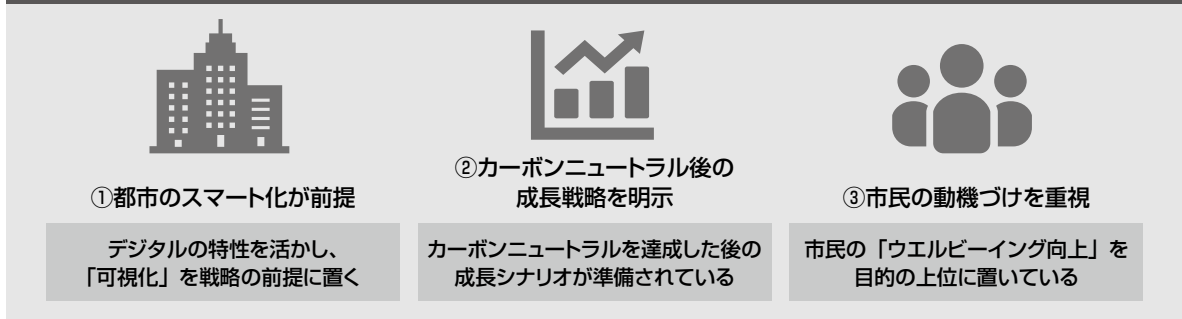 ①都市のスマート化が前提
デジタルの特性を活かし、
「可視化」を戦略の前提に置く
②カーボンニュートラル後の
成長戦略を明示
カーボンニュートラルを達成した後の
成長シナリオが準備されている
③市民の動機づけを重視
市民の「ウエルビーイング向上」を
目的の上位に置いている